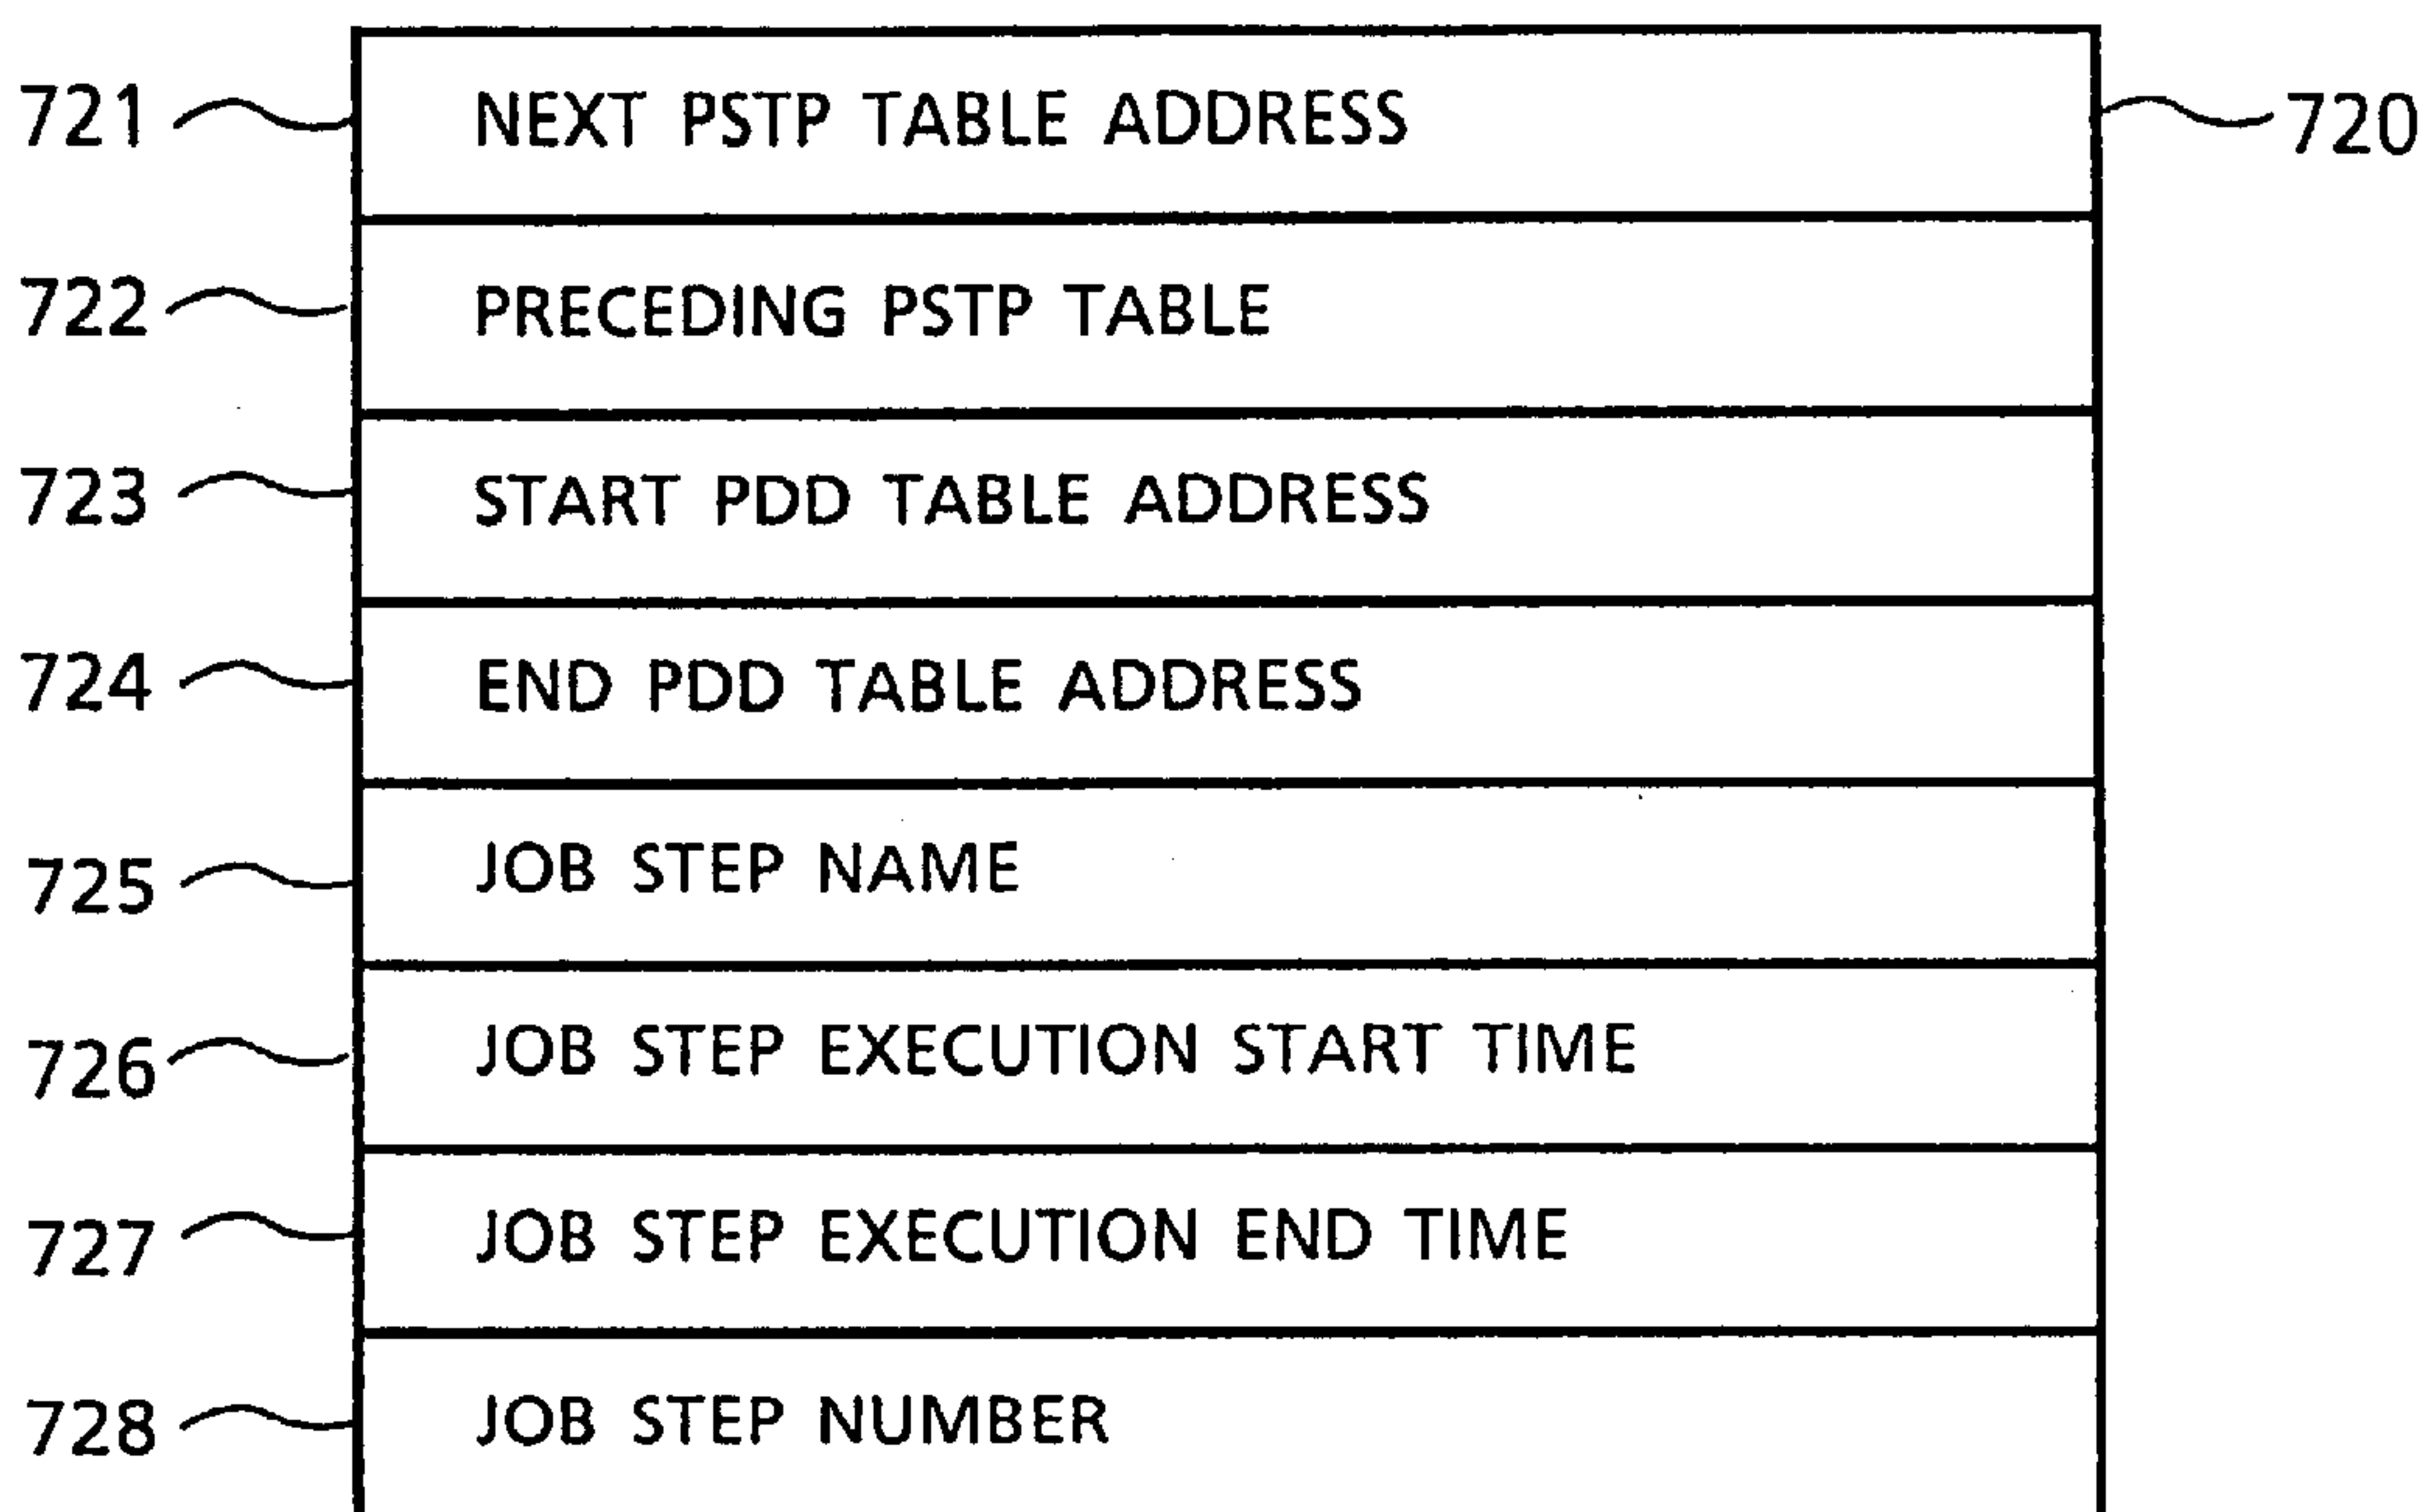 721 NEXT PSTP TABLE ADDRESS 720
722 PRECEDING PSTP TABLE
723 START PDD TABLE ADDRESS
724 END PDD TABLE ADDRESS
725 JOB STEP NAME
726 JOB STEP EXECUTION START TIME
727 JOB STEP EXECUTION END TIME
728 JOB STEP NUMBER